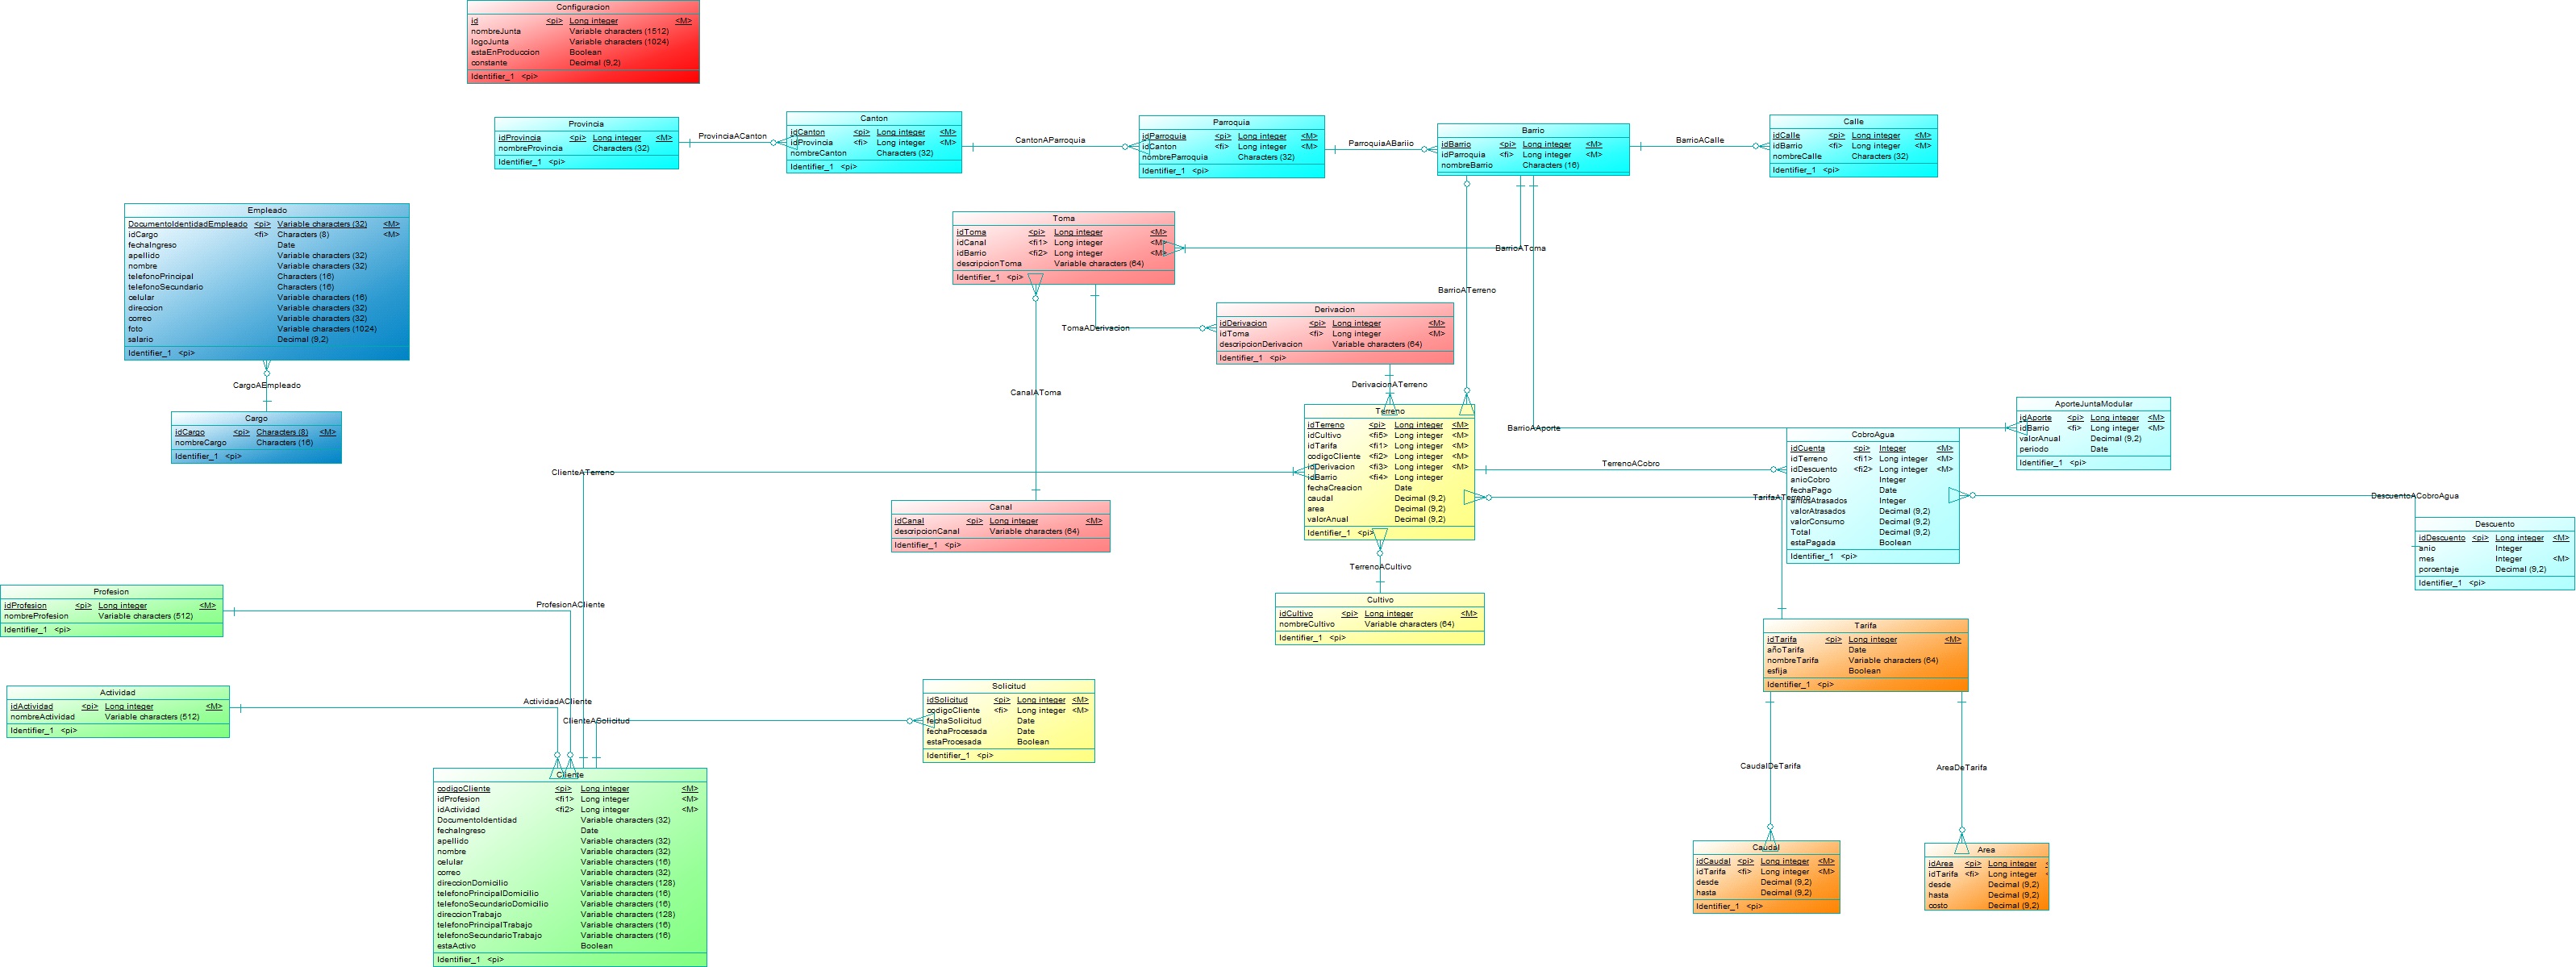 Configuracion
id <pi> Long integer <M>
nombreJunta Variable characters (1512)
logoJunta Variable characters (1024)
estaEnProduccion Boolean
constante Decimal (9,2)
Identifier_1 <pi>
Provincia
idProvincia <pi> Long integer <M>
nombreProvincia Characters (32)
Identifier_1 <pi>
ProvinciaACanton
Canton
idCanton <pi> Long integer <M>
idProvincia <fi> Long integer <M>
nombreCanton Characters (32)
Identifier_1 <pi>
CantonAParroquia
Parroquia
idParroquia <pi> Long integer <M>
idCanton <fi> Long integer <M>
nombreParroquia Characters (32)
Identifier_1 <pi>
ParroquiaABariio
Barrio
idBarrio <pi> Long integer <M>
idParroquia <fi> Long integer <M>
nombreBarrio Characters (16)
BarrioACalle
Calle
idCalle <pi> Long integer <M>
idBarrio <fi> Long integer <M>
nombreCalle Characters (32)
Identifier_1 <pi>
Empleado
DocumentoIdentidadEmpleado <pi> Variable characters (32) <M>
idCargo <fi> Characters (8) <M>
fechaIngreso Date
apellido Variable characters (32)
nombre Variable characters (32)
telefonoPrincipal Characters (16)
telefonoSecundario Characters (16)
celular Variable characters (16)
direccion Variable characters (32)
correo Variable characters (32)
foto Variable characters (1024)
salario Decimal (9,2)
Identifier_1 <pi>
CargoAEmpleado
Cargo
idCargo <pi> Characters (8) <M>
nombreCargo Characters (16)
Identifier_1 <pi>
Toma
idToma <pi> Long integer <M>
idCanal <fi1> Long integer <M>
idBarrio <fi2> Long integer <M>
descripcionToma Variable characters (64)
Identifier_1 <pi>
BarrioAToma
BarrioATerreno
TomaADerivacion
Derivacion
idDerivacion <pi> Long integer <M>
idToma <fi> Long integer <M>
descripcionDerivacion Variable characters (64)
Identifier_1 <pi>
CanalAToma
DerivacionATerreno
Terreno
idTerreno <pi> Long integer <M>
idCultivo <fi5> Long integer <M>
idTarifa <fi1> Long integer <M>
codigoCliente <fi2> Long integer <M>
idDerivacion <fi3> Long integer <M>
idBarrio <fi4> Long integer <M>
fechaCreacion Date
caudal Decimal (9,2)
area Decimal (9,2)
valorAnual Decimal (9,2)
Identifier_1 <pi>
BarrioAAporte
AporteJuntaModular
idAporte <pi> Long integer <M>
idBarrio <fi> Long integer <M>
valorAnual Decimal (9,2)
periodo Date
Identifier_1 <pi>
CobroAgua
idCuenta <pi> Integer <M>
idTerreno <fi1> Long integer <M>
idDescuento <fi2> Long integer <M>
anioCobro Integer
fechaPago Date
aniosAtrasados Integer
valorAtrasados Decimal (9,2)
valorConsumo Decimal (9,2)
Total Decimal (9,2)
estaPagada Boolean
Identifier_1 <pi>
TerrenoACobro
TarifaATerreno
DescuentoACobroAgua
Descuento
idDescuento <pi> Long integer <M>
anio Integer
mes Integer <M>
porcentaje Decimal (9,2)
Identifier_1 <pi>
ClienteATerreno
Canal
idCanal <pi> Long integer <M>
descripcionCanal Variable characters (64)
Identifier_1 <pi>
TerrenoACultivo
Cultivo
idCultivo <pi> Long integer <M>
nombreCultivo Variable characters (64)
Identifier_1 <pi>
Profesion
idProfesion <pi> Long integer <M>
nombreProfesion Variable characters (512)
Identifier_1 <pi>
ProfesionACliente
Tarifa
idTarifa <pi> Long integer <M>
añoTarifa Date
nombreTarifa Variable characters (64)
esfija Boolean
Identifier_1 <pi>
Actividad
idActividad <pi> Long integer <M>
nombreActividad Variable characters (512)
Identifier_1 <pi>
ActividadACliente
ClienteASolicitud
Solicitud
idSolicitud <pi> Long integer <M>
codigoCliente <fi> Long integer <M>
fechaSolicitud Date
fechaProcesada Date
estaProcesada Boolean
Identifier_1 <pi>
Cliente
codigoCliente <pi> Long integer <M>
idProfesion <fi1> Long integer <M>
idActividad <fi2> Long integer <M>
DocumentoIdentidad Variable characters (32)
fechaIngreso Date
apellido Variable characters (32)
nombre Variable characters (32)
celular Variable characters (16)
correo Variable characters (32)
direccionDomicilio Variable characters (128)
telefonoPrincipalDomicilio Variable characters (16)
telefonoSecundarioDomicilio Variable characters (16)
direccionTrabajo Variable characters (128)
telefonoPrincipalTrabajo Variable characters (16)
telefonoSecundarioTrabajo Variable characters (16)
estaActivo Boolean
Identifier_1 <pi>
CaudalDeTarifa
AreaDeTarifa
Caudal
idCaudal <pi> Long integer <M>
idTarifa <fi> Long integer <M>
desde Decimal (9,2)
hasta Decimal (9,2)
Identifier_1 <pi>
Area
idArea <pi> Long integer <
idTarifa <fi> Long integer <
desde Decimal (9,2)
hasta Decimal (9,2)
costo Decimal (9,2)